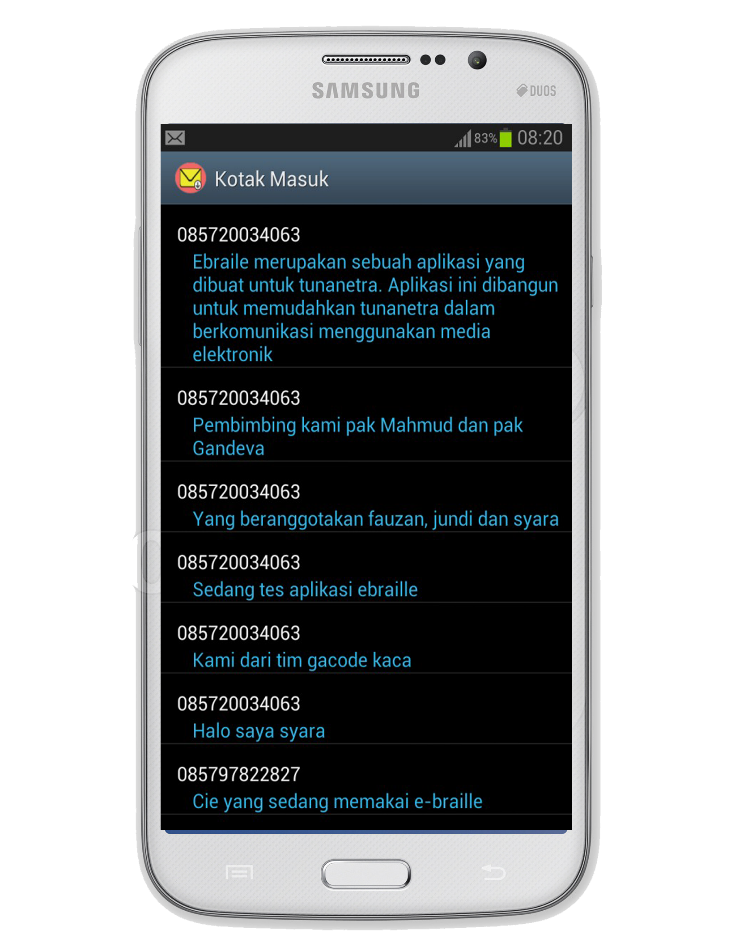 SAMSUNG
DUOS
83% 08:20
Kotak Masuk
085720034063
Ebraile merupakan sebuah aplikasi yang
dibuat untuk tunanetra. Aplikasi ini dibangun
untuk memudahkan tunanetra dalam
berkomunikasi menggunakan media
elektronik
085720034063
Pembimbing kami pak Mahmud dan pak
Gandeva
085720034063
Yang beranggotakan fauzan, jundi dan syara
085720034063
Sedang tes aplikasi ebraille
085720034063
Kami dari tim gacode kaca
085720034063
Halo saya syara
085797822827
Cie yang sedang memakai e-braille